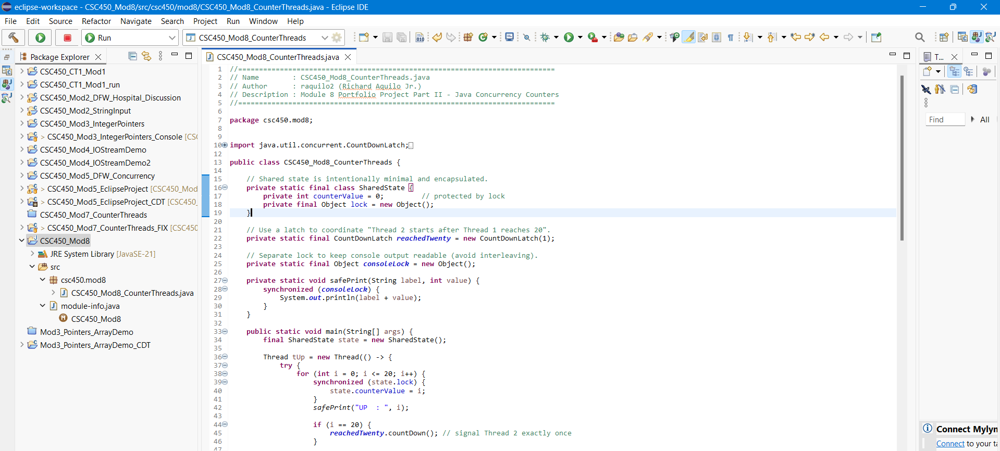 eclipse-workspace - CSC450_Mod8/src/csc450/mod8/CSC450_Mod8_CounterThreads.java - Eclipse IDE
File Edit Source Refactor Navigate Search Project Run Window Help
Run
CSC450_Mod8_CounterThreads
010
Package Explorer
CSC450_CT1_Mod1
CSC450_CT1_Mod1_run
CSC450_Mod2_DFW_Hospital_Discussion
CSC450_Mod2_StringInput
CSC450_Mod3_IntegerPointers
> CSC450_Mod3_IntegerPointers_Console [CS
CSC450_Mod4_IOStreamDemo
CSC450_Mod4_IOStreamDemo2
CSC450_Mod5_DFW_Concurrency
> CSC450_Mod5_EclipseProject [CSC450_Mod
> CSC450_Mod5_EclipseProject_CDT [CSC450_
CSC450_Mod7_CounterThreads
> CSC450_Mod7_CounterThreads_FIX [CSC450
CSC450_Mod8
JRE System Library [JavaSE-21]
src
csc450.mod8
CSC450_Mod8_CounterThreads.java
module-info.java
CSC450_Mod8
Mod3_Pointers_ArrayDemo
Mod3_Pointers_ArrayDemo_CDT
CSC450_Mod8_CounterThreads.java
1 //============================================================================
2 // Name        : CSC450_Mod8_CounterThreads.java
3 // Author      : raquilo2 (Richard Aquilo Jr.)
4 // Description : Module 8 Portfolio Project Part II - Java Concurrency Counters
5 //============================================================================
6
7 package csc450.mod8;
8
9
10 import java.util.concurrent.CountDownLatch;
12
13 public class CSC450_Mod8_CounterThreads {
14
15     // Shared state is intentionally minimal and encapsulated.
16     private static final class SharedState {
17         private int counterValue = 0;         // protected by lock
18         private final Object lock = new Object();
19     }
20
21     // Use a latch to coordinate "Thread 2 starts after Thread 1 reaches 20".
22     private static final CountDownLatch reachedTwenty = new CountDownLatch(1);
23
24     // Separate lock to keep console output readable (avoid interleaving).
25     private static final Object consoleLock = new Object();
26
27     private static void safePrint(String label, int value) {
28         synchronized (consoleLock) {
29             System.out.println(label + value);
30         }
31     }
32
33     public static void main(String[] args) {
34         final SharedState state = new SharedState();
35
36         Thread tUp = new Thread(() -> {
37             try {
38                 for (int i = 0; i <= 20; i++) {
39                     synchronized (state.lock) {
40                         state.counterValue = i;
41                     }
42                     safePrint("UP  : ", i);
43
44                     if (i == 20) {
45                         reachedTwenty.countDown(); // signal Thread 2 exactly once
46                     }
47
T...
Find
All
Connect Mylyn
Connect to your ta